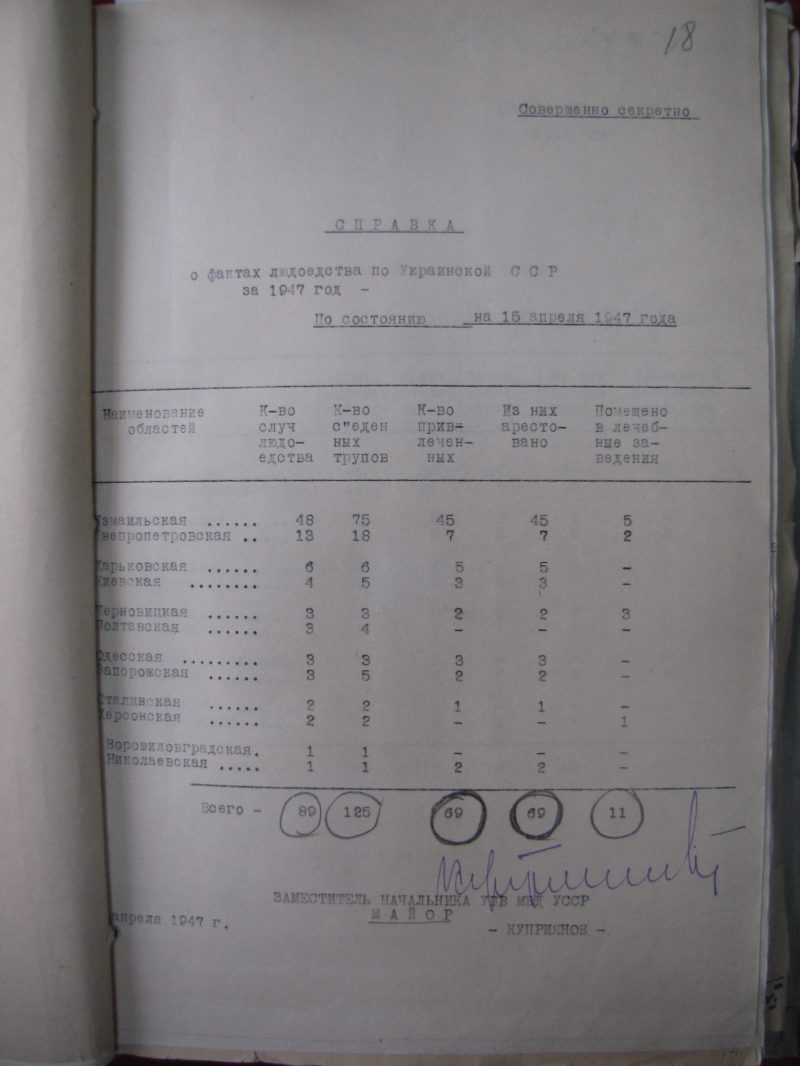 18
Совершенно секретно
СПРАВКА
о фактах людоедства по Украинской ССР
за 1947 год -
По состоянию на 15 апреля 1947 года
Наименование областей К-во случ людо- едства К-во с"еден ных трупов К-во прив- лечен- ных Из них аресто- вано Помещено в лечеб- ные за- ведения
Измаильская ...... 48 75 45 45 5
Днепропетровская .. 13 18 7 7 2
Харьковская ...... 6 6 5 5 -
Киевская ........ 4 5 3 3 -
Черновицкая ...... 3 3 2 2 3
Полтавская ...... 3 4 - - -
Одесская ......... 3 3 3 3 -
Запорожская ...... 3 5 2 2 -
Сталинская ...... 2 2 1 1 -
Херсонская ...... 2 2 - - 1
Ворошиловградская. 1 1 - - -
Николаевская ..... 1 1 2 2 -
Всего - 89 125 69 69 11
ЗАМЕСТИТЕЛЬ НАЧАЛЬНИКА УББ МВД УССР
МАЙОР
апреля 1947 г.
- КУПРИЯНОВ -